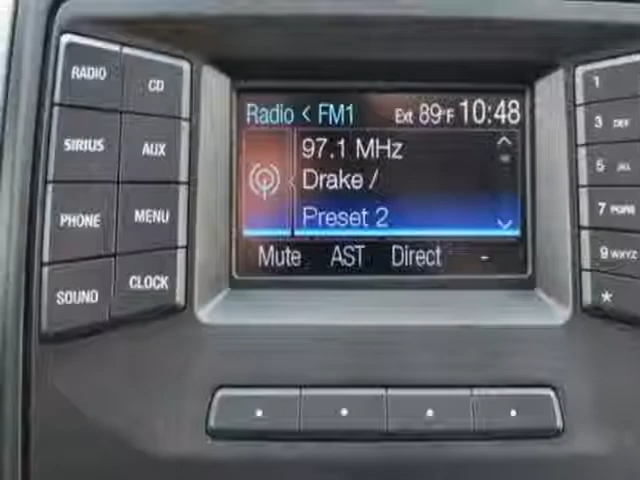 RADIO
CD
SIRIUS
AUX
PHONE
MENU
SOUND
CLOCK
Radio < FM1 Ext 89°F 10:48
97.1 MHz
Drake /
Preset 2
Mute AST Direct -
1
3 DEF
5 JKL
7 PQRS
9 WXYZ
*